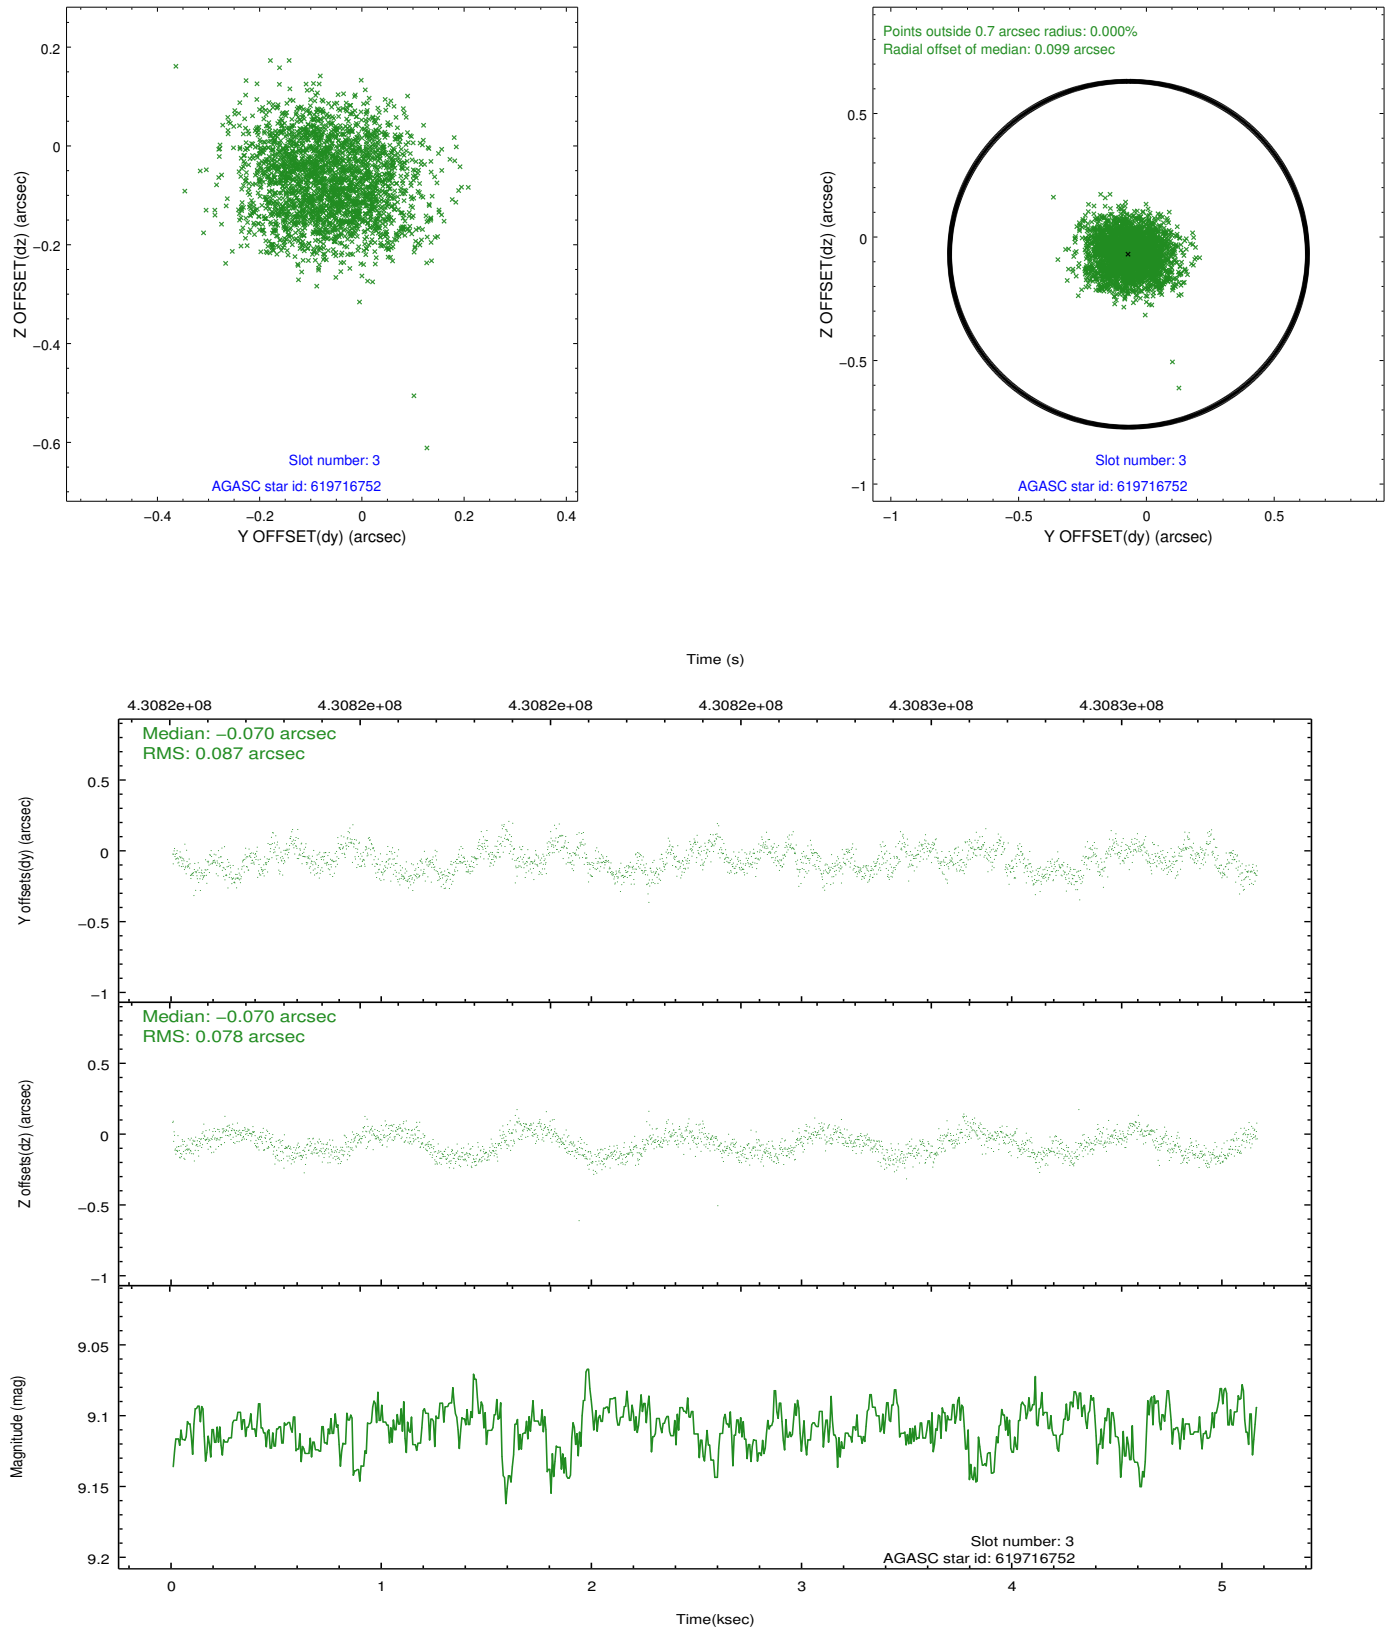 0.2
0
−0.2
−0.4
−0.6
Z OFFSET(dz) (arcsec)
Slot number: 3
AGASC star id: 619716752
−0.4 −0.2 0 0.2 0.4
Y OFFSET(dy) (arcsec)
Points outside 0.7 arcsec radius: 0.000%
Radial offset of median: 0.099 arcsec
0.5
0
−0.5
−1
Z OFFSET(dz) (arcsec)
Slot number: 3
AGASC star id: 619716752
−1 −0.5 0 0.5
Y OFFSET(dy) (arcsec)
Time (s)
4.3082e+08 4.3082e+08 4.3082e+08 4.3082e+08 4.3083e+08 4.3083e+08
Median: −0.070 arcsec
RMS: 0.087 arcsec
0.5
0
−0.5
−1
Y offsets(dy) (arcsec)
Median: −0.070 arcsec
RMS: 0.078 arcsec
0.5
0
−0.5
−1
Z offsets(dz) (arcsec)
9.05
9.1
9.15
9.2
Magnitude (mag)
Slot number: 3
AGASC star id: 619716752
0 1 2 3 4 5
Time(ksec)